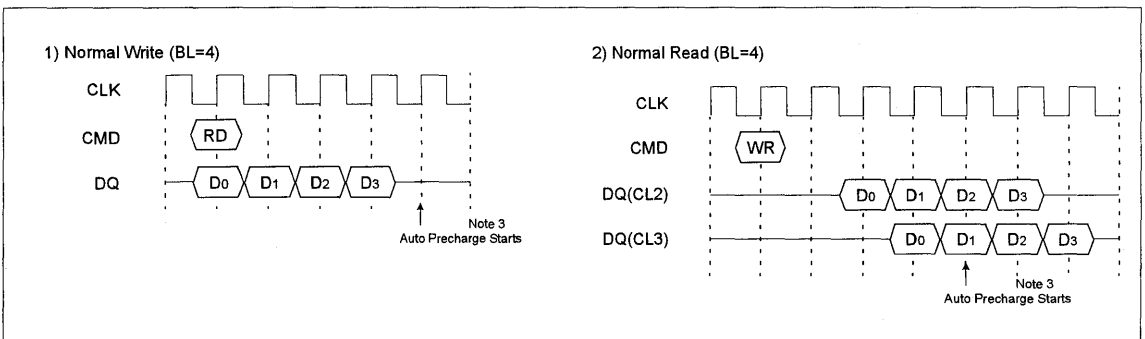 1) Normal Write (BL=4)
CLK
CMD
RD
DQ
D0 D1 D2 D3
Note 3
Auto Precharge Starts
2) Normal Read (BL=4)
CLK
CMD
WR
DQ(CL2)
D0 D1 D2 D3
DQ(CL3)
D0 D1 D2 D3
Note 3
Auto Precharge Starts